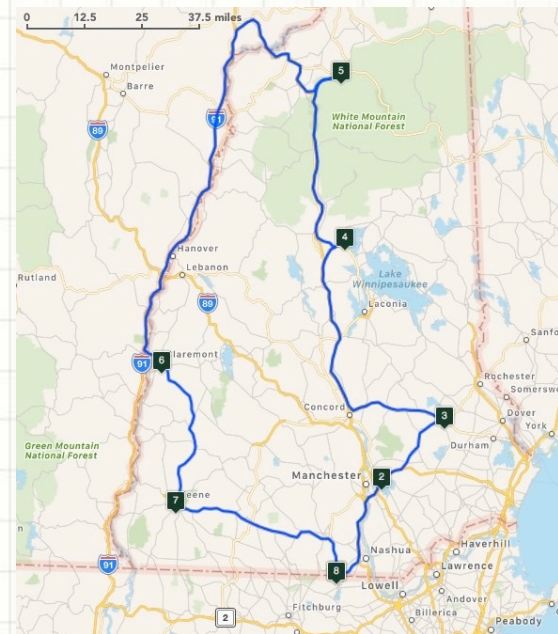 0 12.5 25 37.5 miles
Montpelier
Barre
5
89
91
White Mountain
National Forest
4
Hanover
Lebanon
Lake
Winnipesaukee
Rutland
89
Laconia
6
91
laremont
Rochester
Concord
3
Dover
York
Green Mountain
National Forest
Durham
Manchester
2
7
eene
Nashua
Haverhill
91
8
Lawrence
Lowell
Andover
Fitchburg
2
Billerica
Peabody